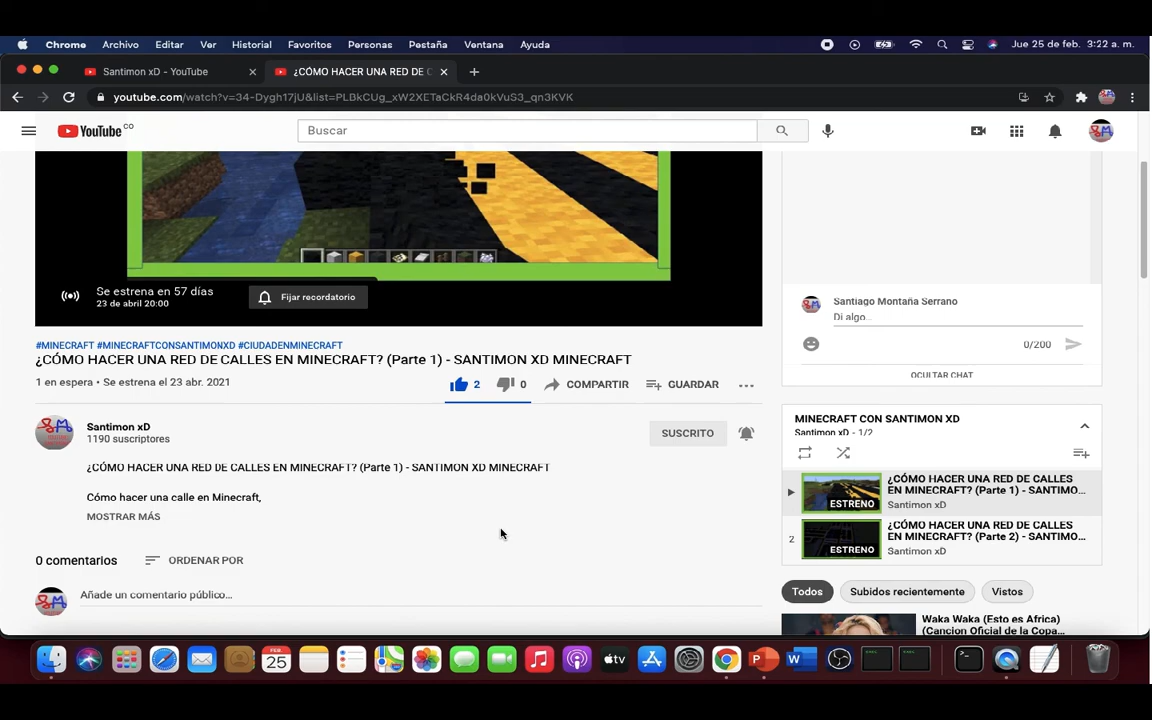 Chrome Archivo Editar Ver Historial Favoritos Personas Pestaña Ventana Ayuda Jue 25 de feb. 3:22 a. m.
Santimon xD - YouTube ¿CÓMO HACER UNA RED DE C
youtube.com/watch?v=34-Dygh17jU&list=PLBkCUg_xW2XETaCkR4da0kVuS3_qn3KVK
YouTube CO Buscar
Se estrena en 57 días
23 de abril 20:00
Fijar recordatorio
#MINECRAFT #MINECRAFTCONSANTIMONXD #CIUDADENMINECRAFT
¿CÓMO HACER UNA RED DE CALLES EN MINECRAFT? (Parte 1) - SANTIMON XD MINECRAFT
1 en espera • Se estrena el 23 abr. 2021
2 0 COMPARTIR GUARDAR
Santimon xD
1190 suscriptores
SUSCRITO
¿CÓMO HACER UNA RED DE CALLES EN MINECRAFT? (Parte 1) - SANTIMON XD MINECRAFT
Cómo hacer una calle en Minecraft,
MOSTRAR MÁS
0 comentarios ORDENAR POR
Añade un comentario público...
Santiago Montaña Serrano
Di algo...
0/200
OCULTAR CHAT
MINECRAFT CON SANTIMON XD
Santimon xD - 1/2
¿CÓMO HACER UNA RED DE CALLES
EN MINECRAFT? (Parte 1) - SANTIMO...
ESTRENO
Santimon xD
2
¿CÓMO HACER UNA RED DE CALLES
EN MINECRAFT? (Parte 2) - SANTIMO...
ESTRENO
Santimon xD
Todos Subidos recientemente Vistos
Waka Waka (Esto es Africa)
(Cancion Oficial de la Copa...
FEB
25
tv